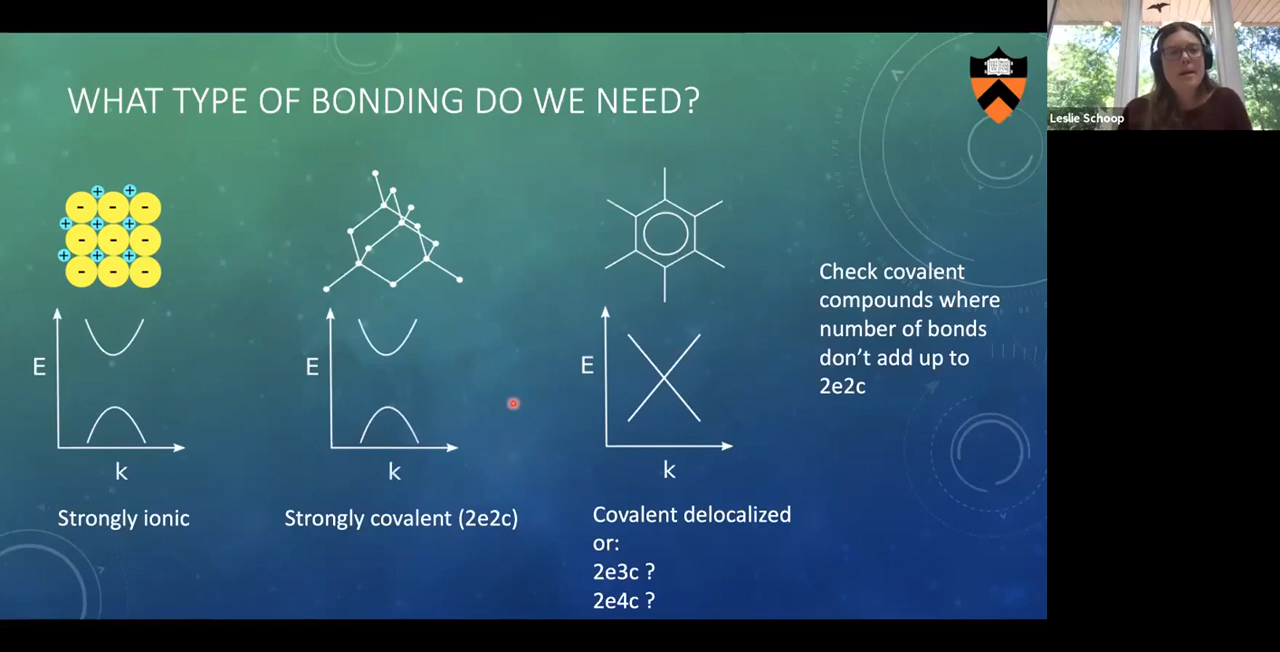 WHAT TYPE OF BONDING DO WE NEED?
Leslie Schoop
+ +
- - -
+ + +
- - -
+ + +
- - -
E
k
Strongly ionic
E
k
Strongly covalent (2e2c)
E
k
Covalent delocalized
or:
2e3c ?
2e4c ?
Check covalent
compounds where
number of bonds
don’t add up to
2e2c